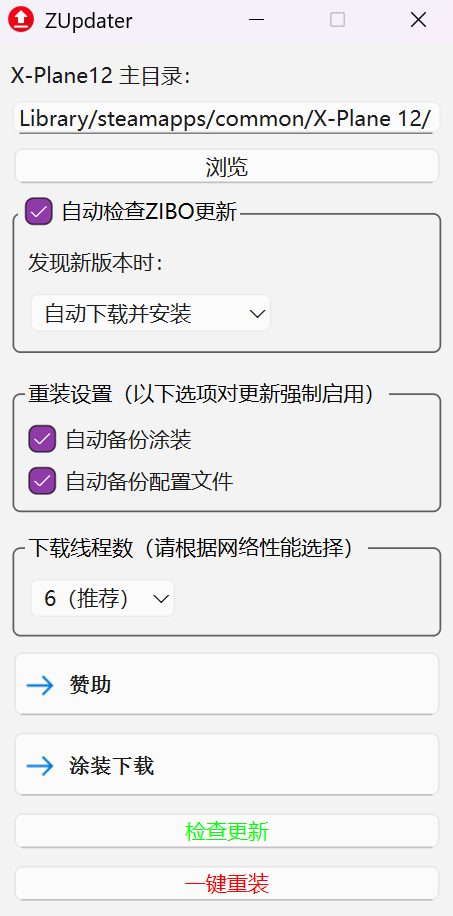 ZUpdater
X-Plane12 主目录：
Library/steamapps/common/X-Plane 12/
浏览
自动检查ZIBO更新
发现新版本时：
自动下载并安装
重装设置（以下选项对更新强制启用）
自动备份涂装
自动备份配置文件
下载线程数（请根据网络性能选择）
6（推荐）
赞助
涂装下载
检查更新
一键重装